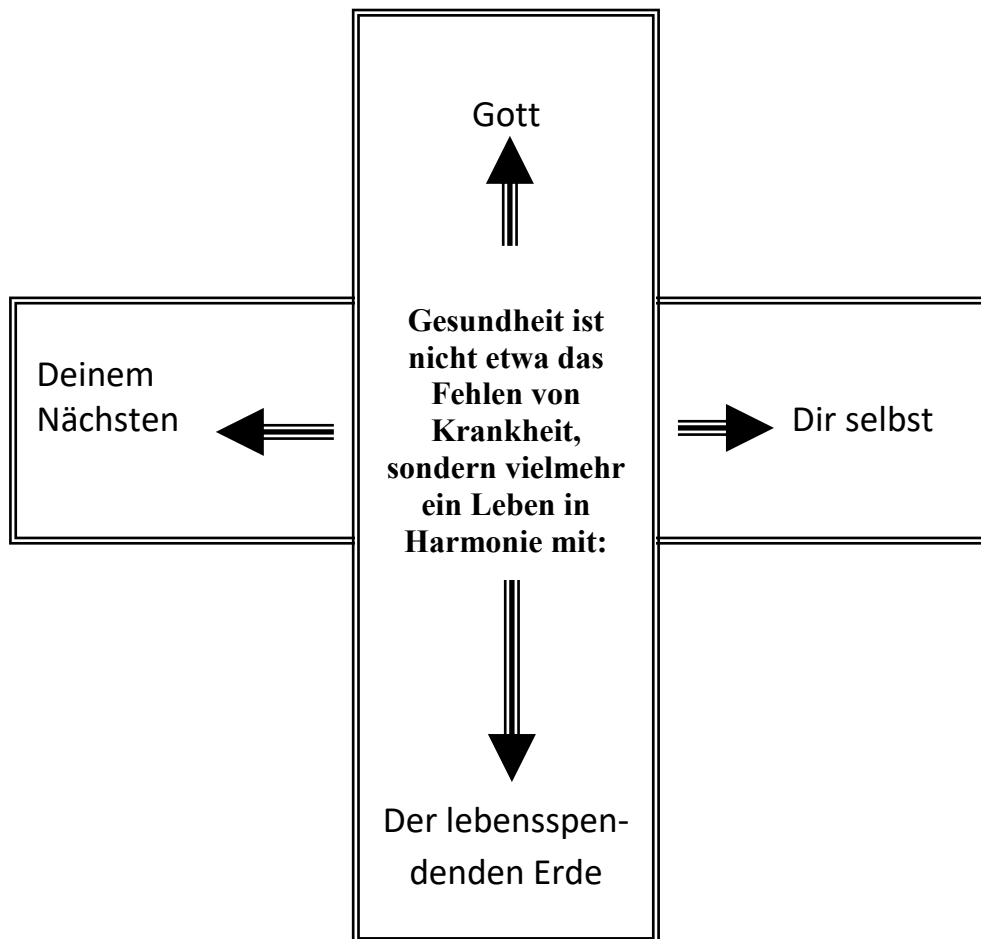 Gott
Gesundheit ist
nicht etwa das
Fehlen von
Krankheit,
sondern vielmehr
ein Leben in
Harmonie mit:
Deinem
Nächsten
Dir selbst
Der lebensspen-
denden Erde